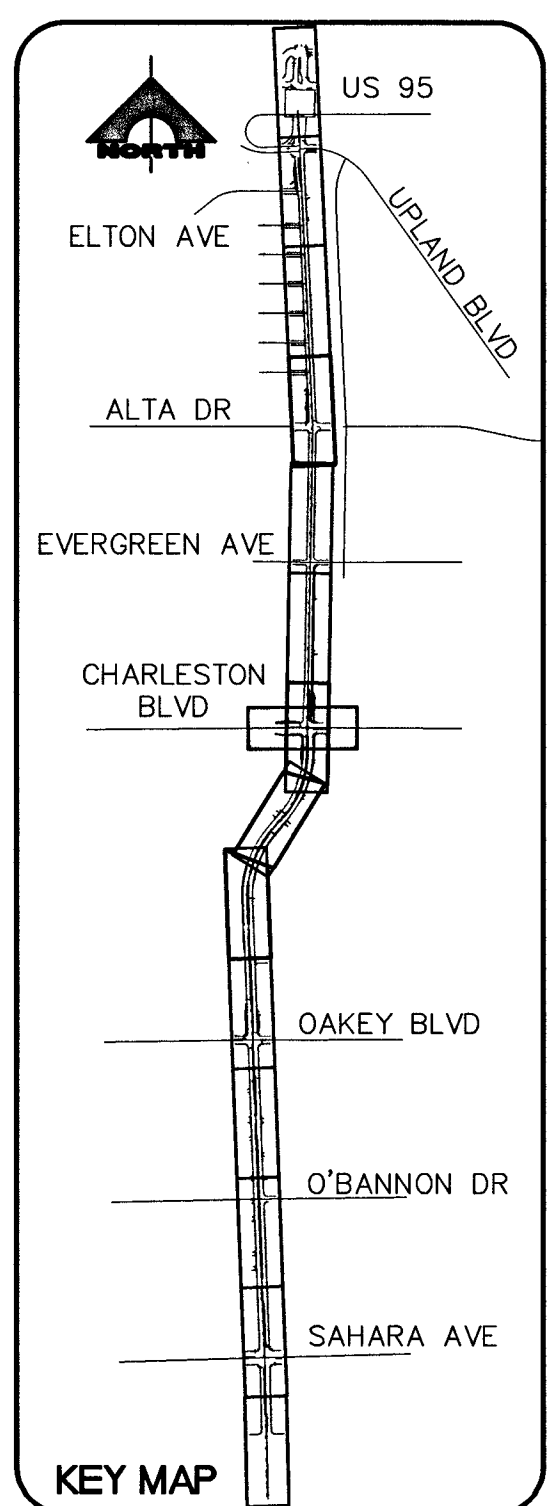 US 95
NORTH
UPLAND BLVD
ELTON AVE
ALTA DR
EVERGREEN AVE
CHARLESTON
BLVD
OAKEY BLVD
O'BANNON DR
SAHARA AVE
KEY MAP